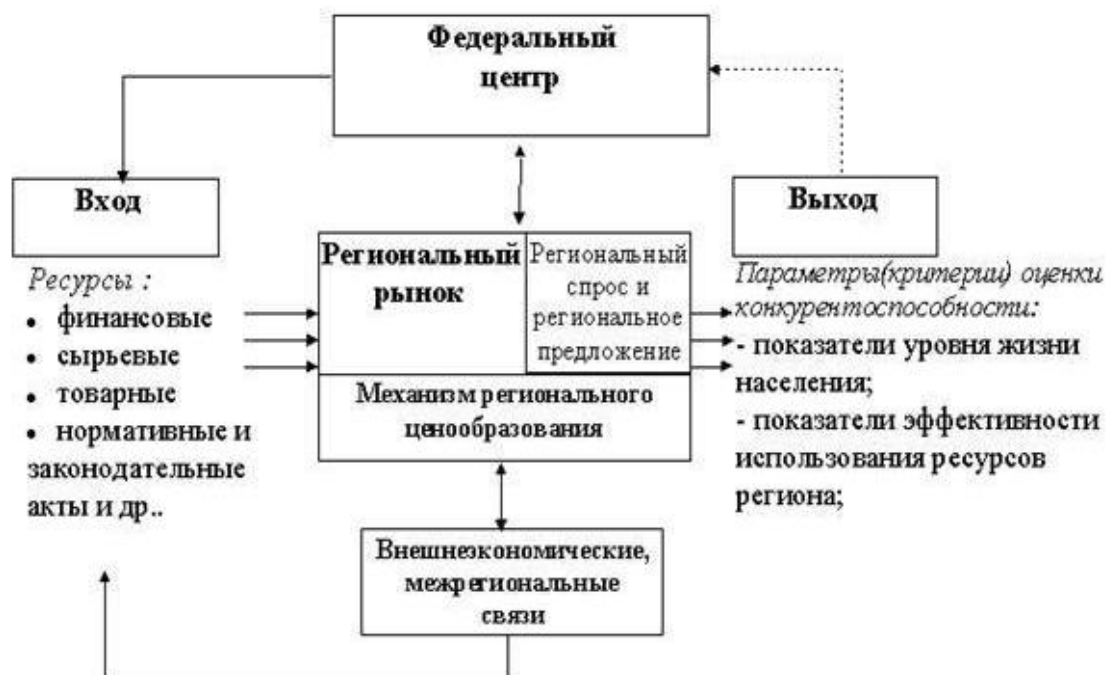 Федеральный
центр
Вход
Выход
Региональный
рынок
Региональный
спрос и
региональное
предложение
Механизм регионального
ценообразования
Ресурсы :
• финансовые
• сырьевые
• товарные
• нормативные и
законодательные
акты и др..
Параметры(критерии) оценки
конкурентоспособности:
- показатели уровня жизни
населения;
- показатели эффективности
использования ресурсов
региона;
Внешнеэкономические,
межрегиональные
связи